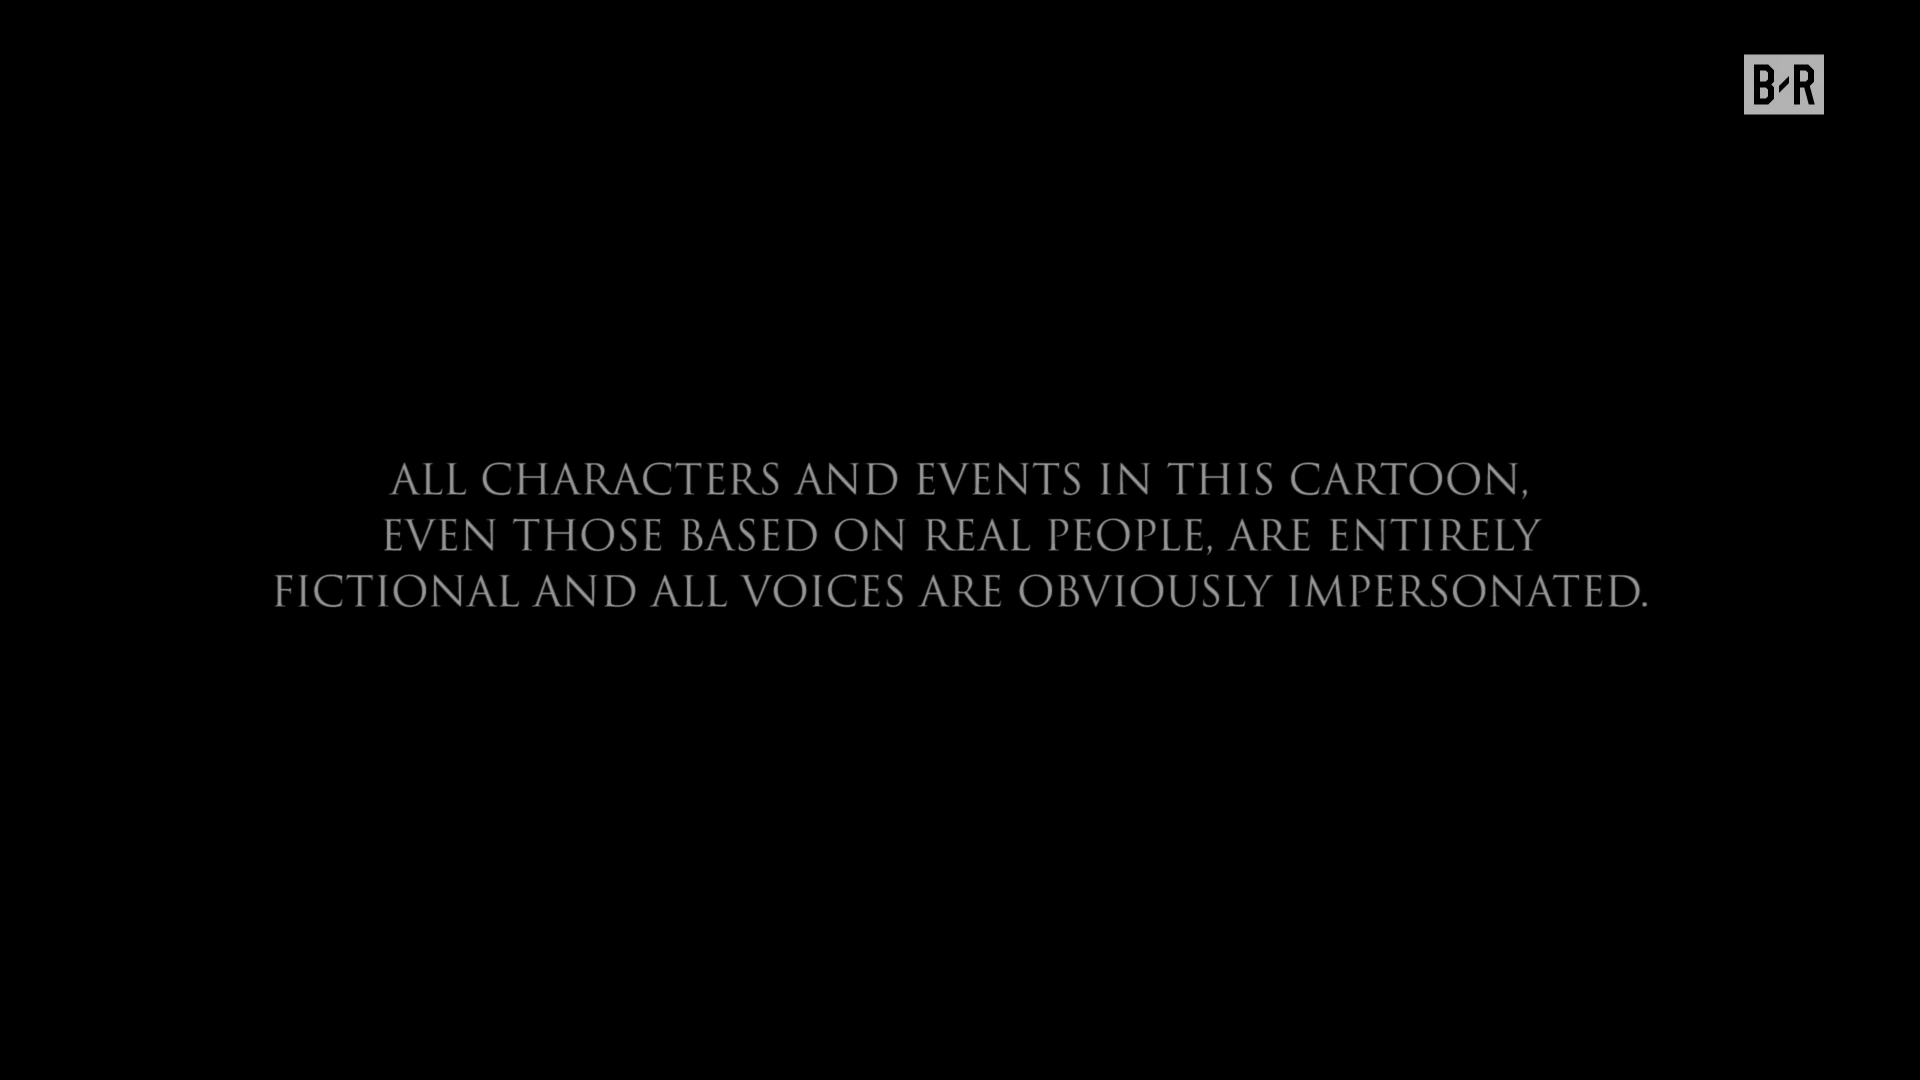 B/R
ALL CHARACTERS AND EVENTS IN THIS CARTOON,
EVEN THOSE BASED ON REAL PEOPLE, ARE ENTIRELY
FICTIONAL AND ALL VOICES ARE OBVIOUSLY IMPERSONATED.